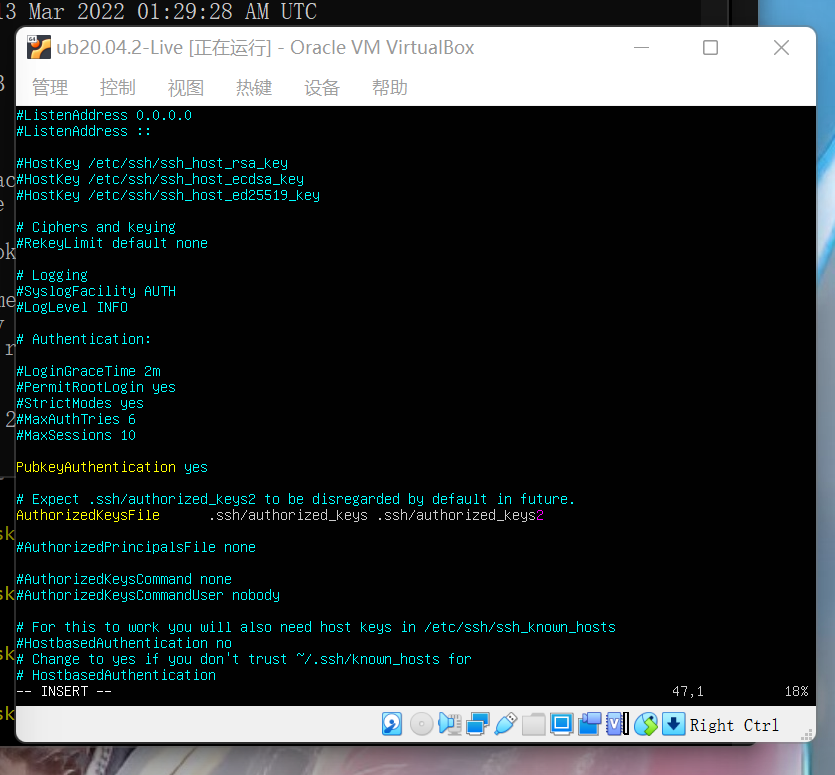 13 Mar 2022 01:29:28 AM UTC
ub20.04.2-Live [正在运行] - Oracle VM VirtualBox
管理 控制 视图 热键 设备 帮助
#ListenAddress 0.0.0.0
#ListenAddress ::
#HostKey /etc/ssh/ssh_host_rsa_key
#HostKey /etc/ssh/ssh_host_ecdsa_key
#HostKey /etc/ssh/ssh_host_ed25519_key
# Ciphers and keying
#RekeyLimit default none
# Logging
#SyslogFacility AUTH
#LogLevel INFO
# Authentication:
#LoginGraceTime 2m
#PermitRootLogin yes
#StrictModes yes
#MaxAuthTries 6
#MaxSessions 10
PubkeyAuthentication yes
# Expect .ssh/authorized_keys2 to be disregarded by default in future.
AuthorizedKeysFile .ssh/authorized_keys .ssh/authorized_keys2
#AuthorizedPrincipalsFile none
#AuthorizedKeysCommand none
#AuthorizedKeysCommandUser nobody
# For this to work you will also need host keys in /etc/ssh/ssh_known_hosts
#HostbasedAuthentication no
# Change to yes if you don't trust ~/.ssh/known_hosts for
# HostbasedAuthentication
-- INSERT -- 47,1 18%
Right Ctrl